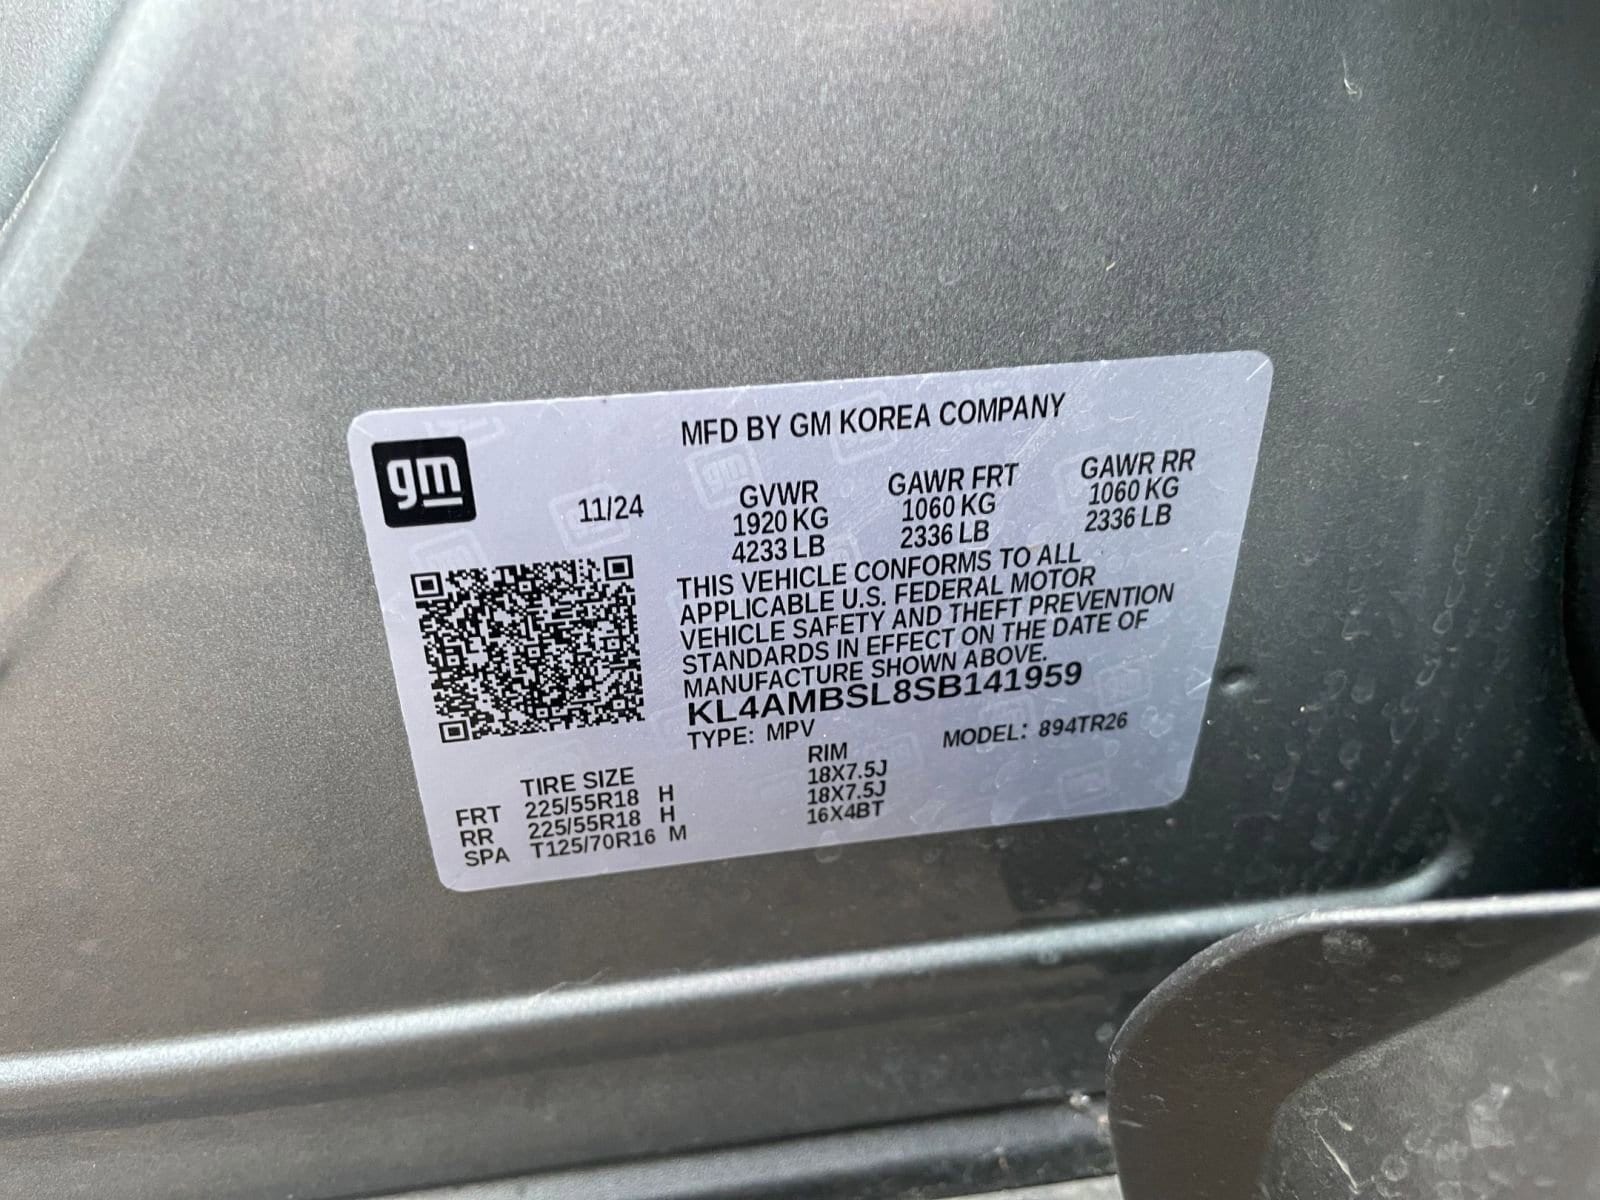 gm
MFD BY GM KOREA COMPANY
11/24
GVWR GAWR FRT GAWR RR
1920 KG 1060 KG 1060 KG
4233 LB 2336 LB 2336 LB
THIS VEHICLE CONFORMS TO ALL
APPLICABLE U.S. FEDERAL MOTOR
VEHICLE SAFETY AND THEFT PREVENTION
STANDARDS IN EFFECT ON THE DATE OF
MANUFACTURE SHOWN ABOVE.
KL4AMBSL8SB141959
TYPE: MPV MODEL: 894TR26
TIRE SIZE RIM
FRT 225/55R18 H 18X7.5J
RR 225/55R18 H 18X7.5J
SPA T125/70R16 M 16X4BT